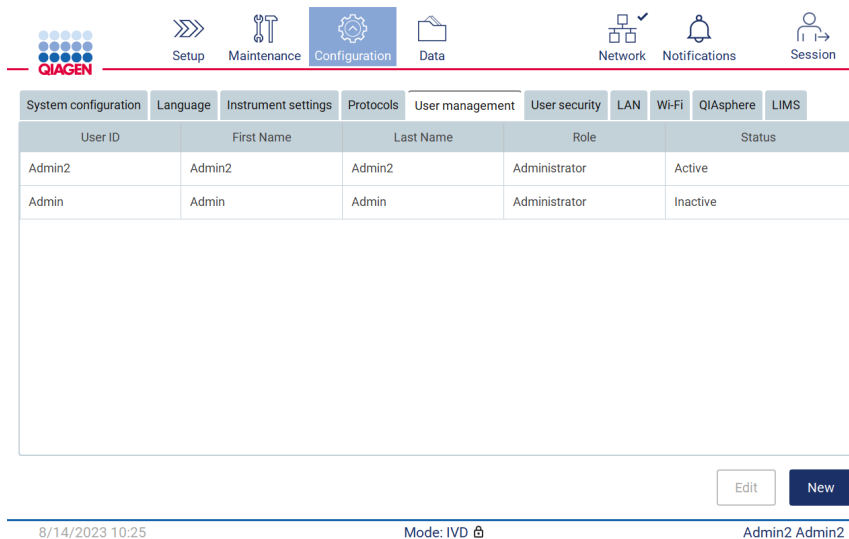 QIAGEN
Setup Maintenance Configuration Data Network Notifications Session
System configuration Language Instrument settings Protocols User management User security LAN Wi-Fi QIAsphere LIMS
User ID First Name Last Name Role Status
Admin2 Admin2 Admin2 Administrator Active
Admin Admin Admin Administrator Inactive
Edit New
8/14/2023 10:25 Mode: IVD Admin2 Admin2